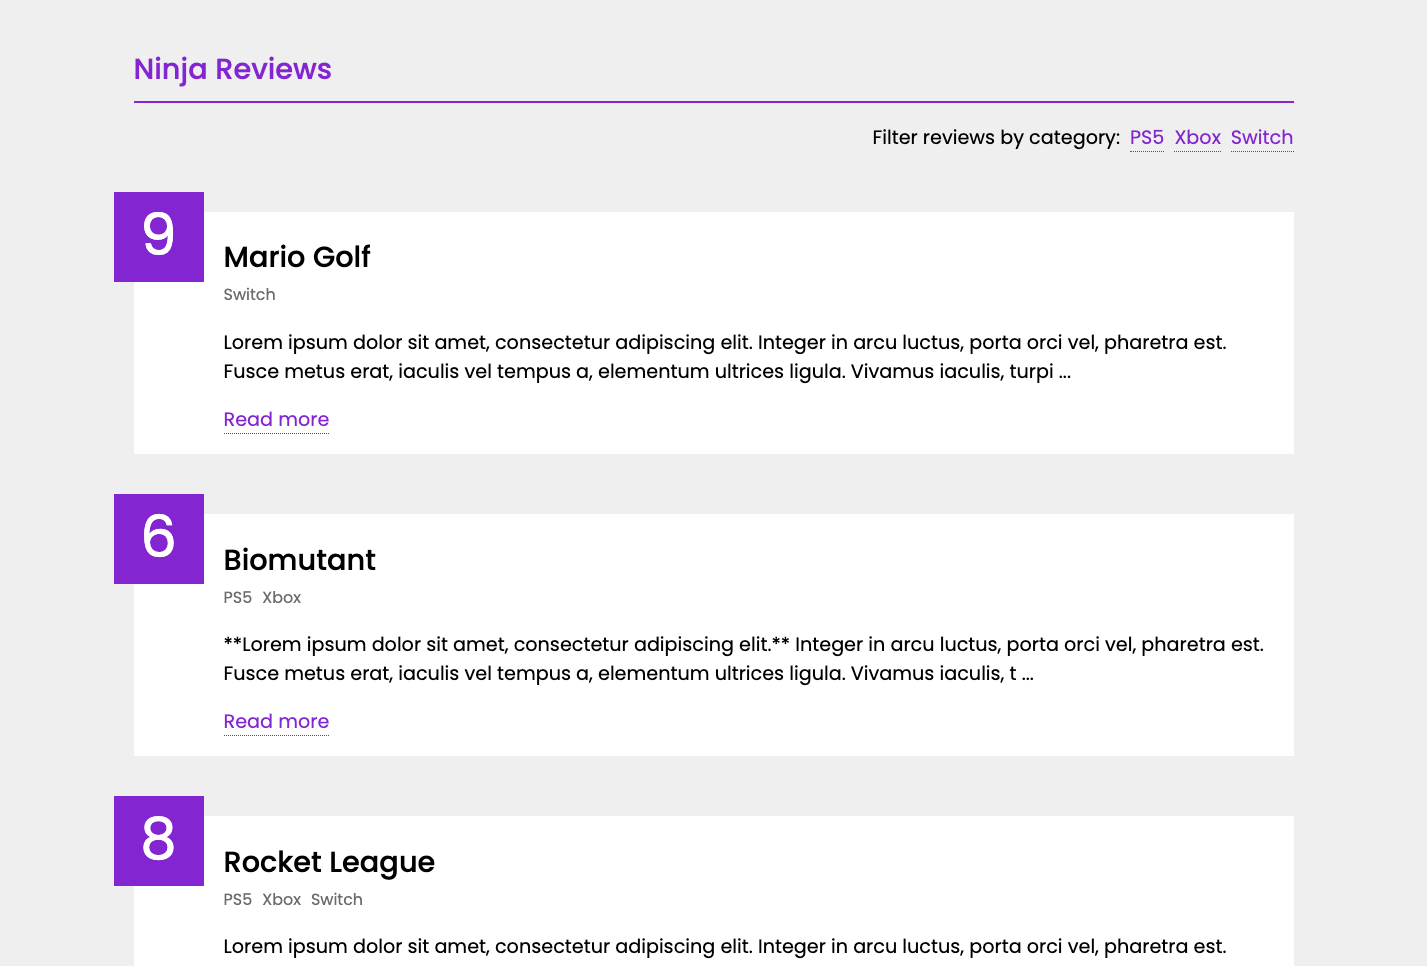 Ninja Reviews
Filter reviews by category: PS5 Xbox Switch
9
Mario Golf
Switch
Lorem ipsum dolor sit amet, consectetur adipiscing elit. Integer in arcu luctus, porta orci vel, pharetra est.
Fusce metus erat, iaculis vel tempus a, elementum ultrices ligula. Vivamus iaculis, turpi ...
Read more
6
Biomutant
PS5 Xbox
**Lorem ipsum dolor sit amet, consectetur adipiscing elit.** Integer in arcu luctus, porta orci vel, pharetra est.
Fusce metus erat, iaculis vel tempus a, elementum ultrices ligula. Vivamus iaculis, t ...
Read more
8
Rocket League
PS5 Xbox Switch
Lorem ipsum dolor sit amet, consectetur adipiscing elit. Integer in arcu luctus, porta orci vel, pharetra est.